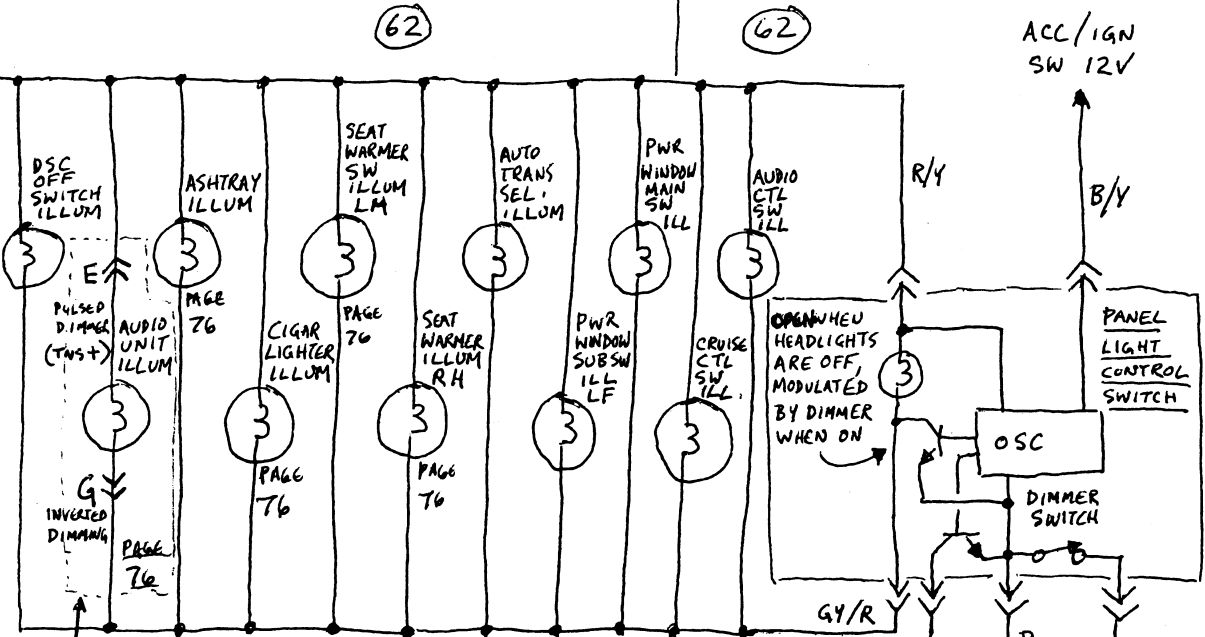 62
62
ACC/IGN
SW 12V
DSC
OFF
SWITCH
ILLUM
ASHTRAY
ILLUM
SEAT
WARMER
SW
ILLUM
LH
AUTO
TRANS
SEL.
ILLUM
PWR
WINDOW
MAIN
SW
ILL
AUDIO
CTL
SW
ILL
R/Y
B/Y
E
PULSED
DIMMER
(TNS+)
AUDIO
UNIT
ILLUM
PAGE
76
CIGAR
LIGHTER
ILLUM
PAGE
76
SEAT
WARMER
ILLUM
RH
PWR
WINDOW
SUB SW
ILL
LF
CRUISE
CTL
SW
ILL.
OPEN WHEN
HEADLIGHTS
ARE OFF,
MODULATED
BY DIMMER
WHEN ON
PANEL
LIGHT
CONTROL
SWITCH
OSC
DIMMER
SWITCH
G
INVERTED
DIMMING
PAGE
76
PAGE
76
PAGE
76
GY/R